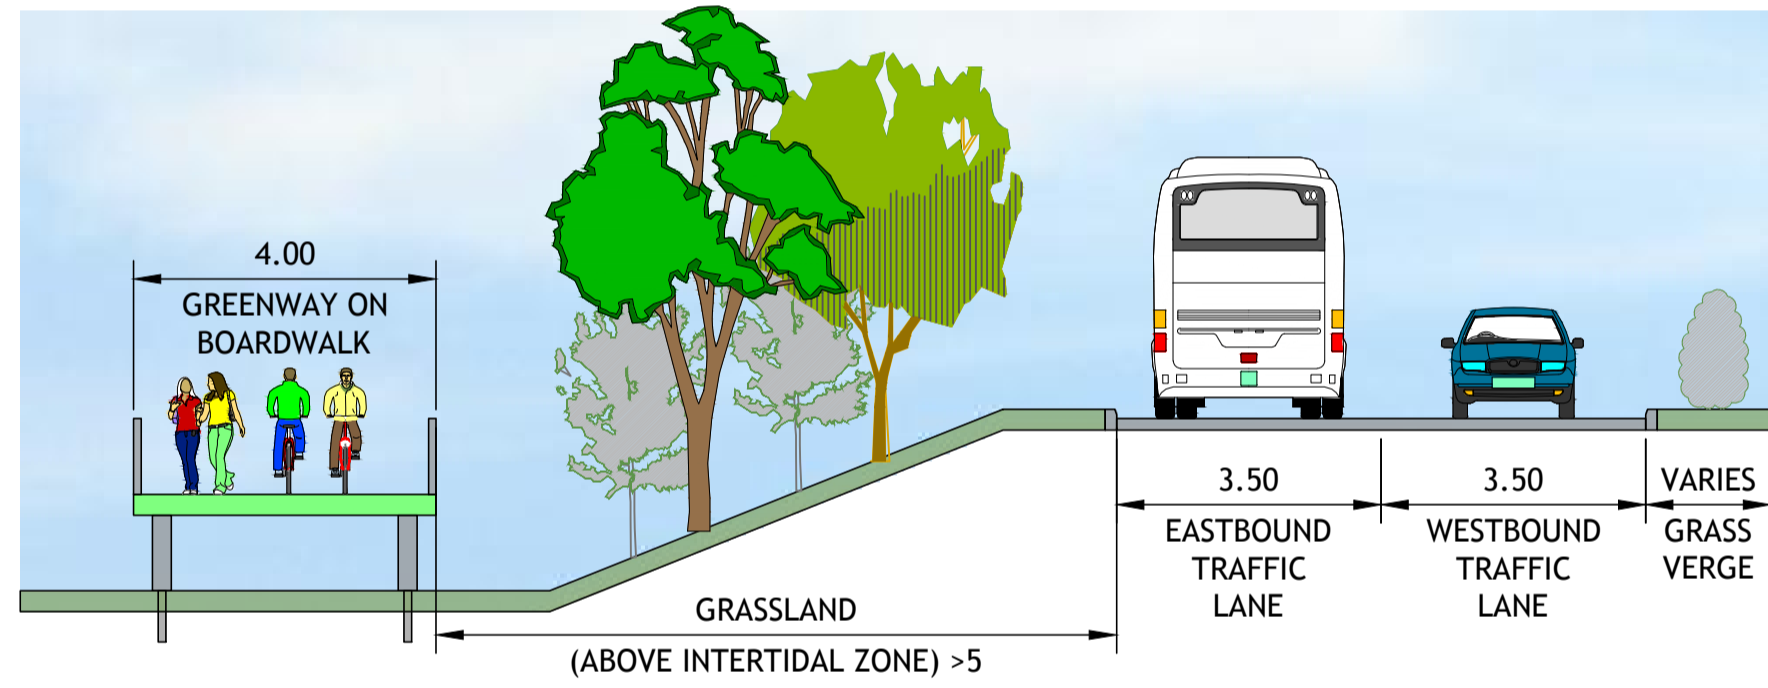 4.00
GREENWAY ON
BOARDWALK
GRASSLAND
(ABOVE INTERTIDAL ZONE) >5
3.50
EASTBOUND
TRAFFIC
LANE
3.50
WESTBOUND
TRAFFIC
LANE
VARIES
GRASS
VERGE